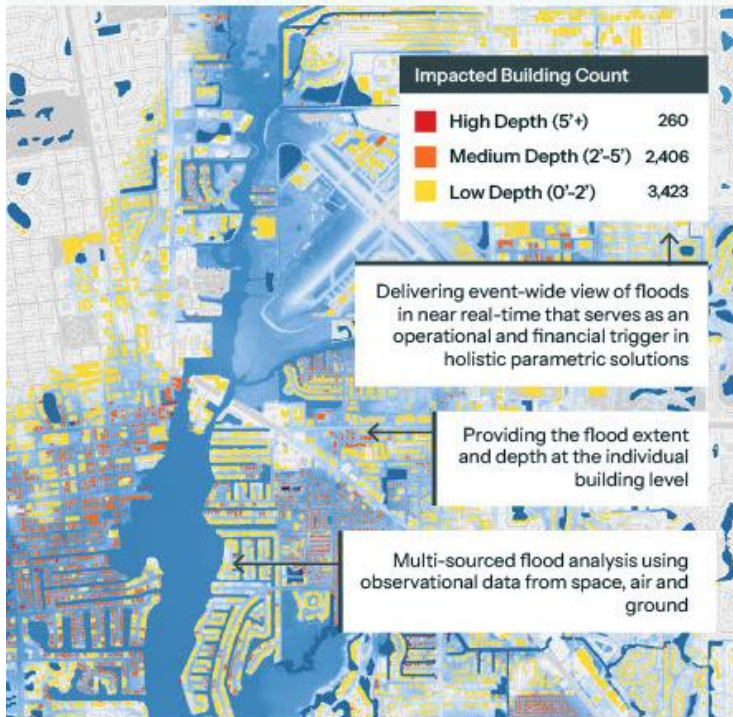 Impacted Building Count
High Depth (5'+) 260
Medium Depth (2'-5') 2,406
Low Depth (0'-2') 3,423
Delivering event-wide view of floods
in near real-time that serves as an
operational and financial trigger in
holistic parametric solutions
Providing the flood extent
and depth at the individual
building level
Multi-sourced flood analysis using
observational data from space, air and
ground